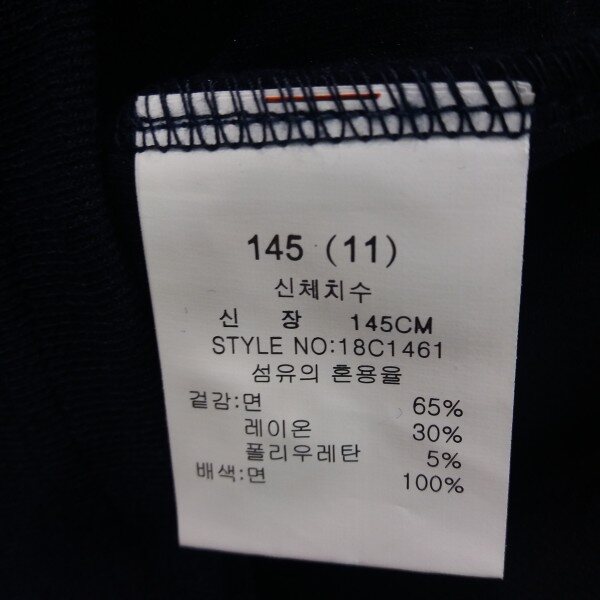 145 (11)
신체치수
신 장 145CM
STYLE NO:18C1461
섬유의 혼용율
겉감:면 65%
레이온 30%
폴리우레탄 5%
배색:면 100%